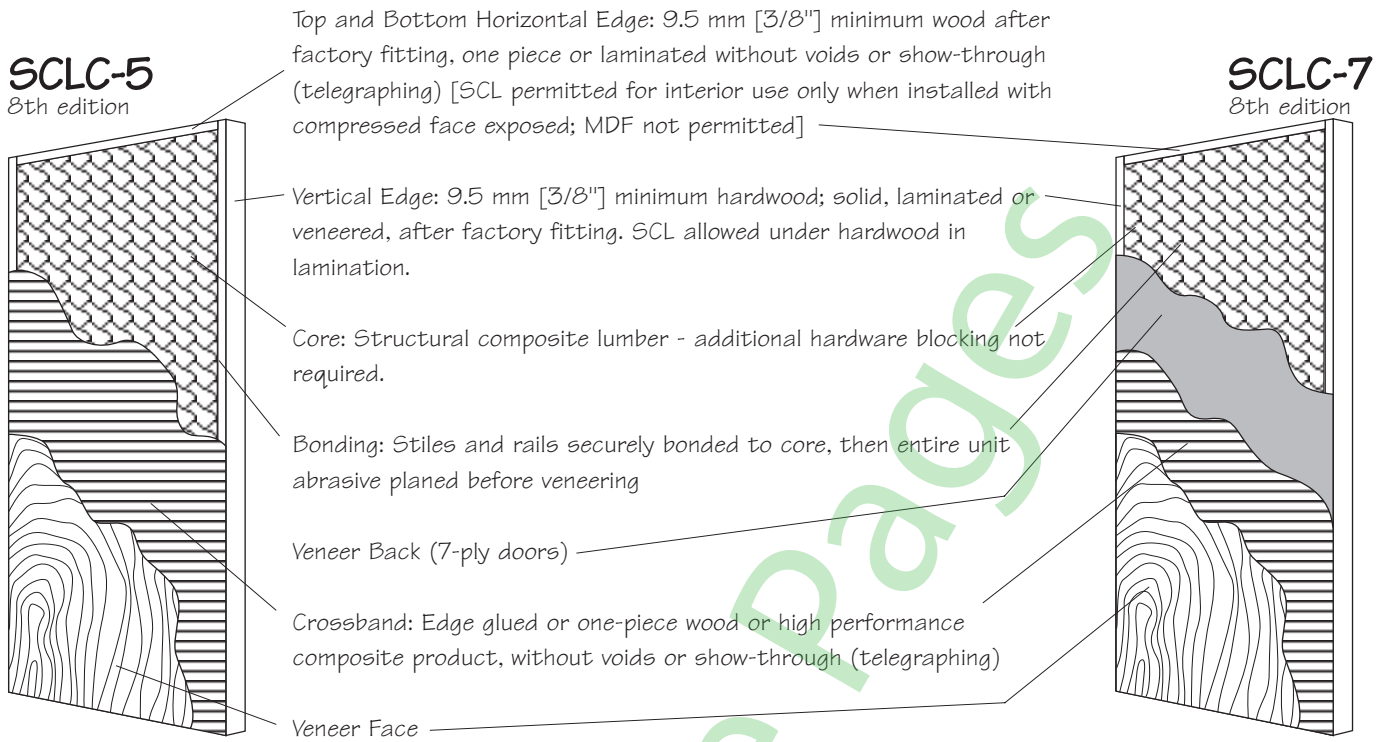 SCLC-5
8th edition
Top and Bottom Horizontal Edge: 9.5 mm [3/8"] minimum wood after
factory fitting, one piece or laminated without voids or show-through
(telegraphing) [SCL permitted for interior use only when installed with
compressed face exposed; MDF not permitted]
SCLC-7
8th edition
Vertical Edge: 9.5 mm [3/8"] minimum hardwood; solid, laminated or
veneered, after factory fitting. SCL allowed under hardwood in
lamination.
Core: Structural composite lumber - additional hardware blocking not
required.
Bonding: Stiles and rails securely bonded to core, then entire unit
abrasive planed before veneering
Veneer Back (7-ply doors)
Crossband: Edge glued or one-piece wood or high performance
composite product, without voids or show-through (telegraphing)
Veneer Face
Pages